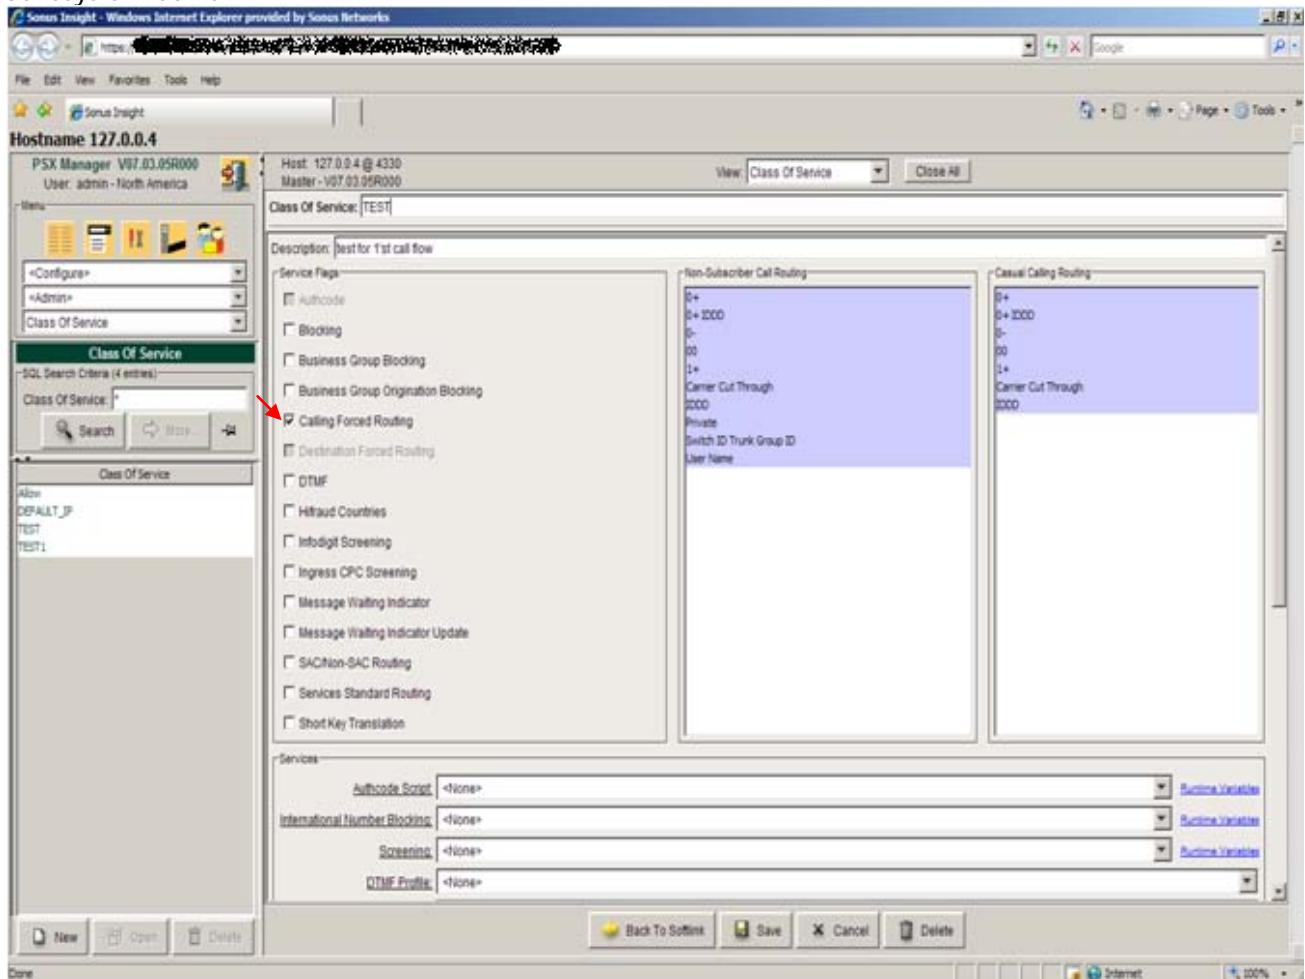 Sonus Insight - Windows Internet Explorer provided by Sonus Networks
https:
Google
File Edit View Favorites Tools Help
Sonus Insight
Page
Tools
Hostname 127.0.0.4
PSX Manager V07.03.05R000
User: admin - North America
Host: 127.0.0.4 @ 4330
Master - V07.03.05R000
View: Class Of Service
Close All
Menu
<Configure>
<Admin>
Class Of Service
Class Of Service
SQL Search Criteria (4 entries)
Class Of Service: *
Search
More...
Class Of Service
Allow
DEFAULT_IP
TEST
TEST1
New
Open
Delete
Class Of Service: TEST
Description: test for 1'st call flow
Service Flags
Authcode
Blocking
Business Group Blocking
Business Group Origination Blocking
Calling Forced Routing
Destination Forced Routing
DTMF
Hifraud Countries
Infodigit Screening
Ingress CPC Screening
Message Waiting Indicator
Message Waiting Indicator Update
SAC/Non-SAC Routing
Services Standard Routing
Short Key Translation
Non-Subscriber Call Routing
0+
0+ IDDD
0-
00
1+
Carrier Cut Through
IDDD
Private
Switch ID Trunk Group ID
User Name
Casual Calling Routing
0+
0+ IDDD
0-
00
1+
Carrier Cut Through
IDDD
Services
Authcode Script: <None> Runtime Variables
International Number Blocking: <None> Runtime Variables
Screening: <None> Runtime Variables
DTMF Profile: <None>
Back To Softlink
Save
Cancel
Delete
Done
Internet
100%